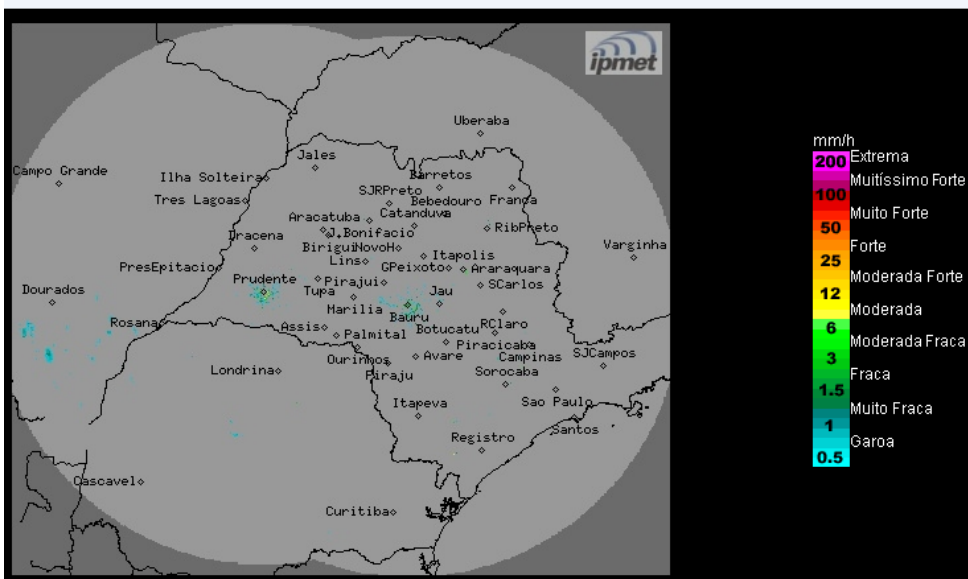 ipmet
Uberaba
Jales
Campo Grande
Ilha Solteira
Barretos
SJRPreto
Bebedouro Franca
Tres Lagoas
Catanduva
Aracatuba
RibPreto
J.Bonifacio
Dracena
BiriguiNovoH
Varginha
Itapolis
Lins
PresEpitacio
GPeixoto
Araraquara
Prudente
Pirajui
SCarlos
Dourados
Tupa
Jau
Marilia
Bauru
Rosana
Assis
Botucatu
RClaro
Palmital
Piracicaba
Ourinhos
Avare
Campinas
SJCampos
Londrina
Piraju
Sorocaba
Itapeva
Sao Paulo
Santos
Registro
Cascavel
Curitiba
mm/h
200 Extrema
Muitíssimo Forte
100
Muito Forte
50
Forte
25
Moderada Forte
12
Moderada
6
Moderada Fraca
3
Fraca
1.5
Muito Fraca
1
Garoa
0.5